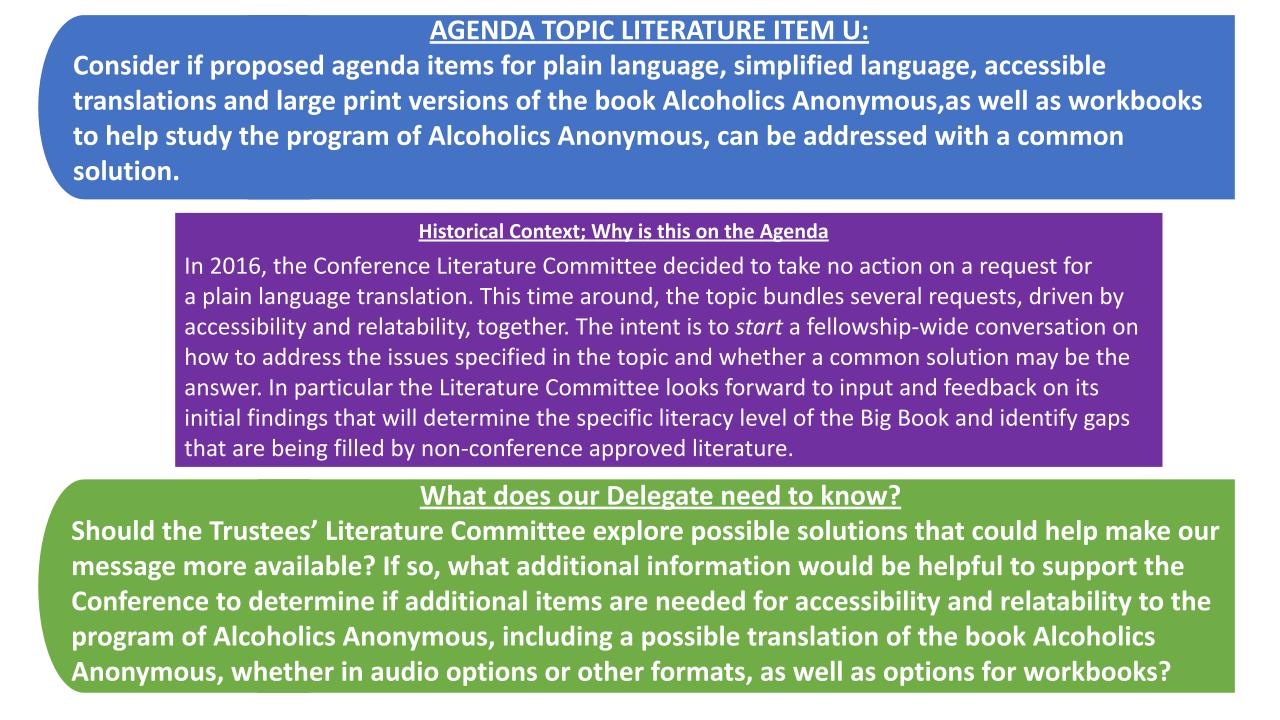 AGENDA TOPIC LITERATURE ITEM U:
Consider if proposed agenda items for plain language, simplified language, accessible
translations and large print versions of the book Alcoholics Anonymous,as well as workbooks
to help study the program of Alcoholics Anonymous, can be addressed with a common
solution.
Historical Context; Why is this on the Agenda
In 2016, the Conference Literature Committee decided to take no action on a request for
a plain language translation. This time around, the topic bundles several requests, driven by
accessibility and relatability, together. The intent is to start a fellowship-wide conversation on
how to address the issues specified in the topic and whether a common solution may be the
answer. In particular the Literature Committee looks forward to input and feedback on its
initial findings that will determine the specific literacy level of the Big Book and identify gaps
that are being filled by non-conference approved literature.
What does our Delegate need to know?
Should the Trustees’ Literature Committee explore possible solutions that could help make our
message more available? If so, what additional information would be helpful to support the
Conference to determine if additional items are needed for accessibility and relatability to the
program of Alcoholics Anonymous, including a possible translation of the book Alcoholics
Anonymous, whether in audio options or other formats, as well as options for workbooks?